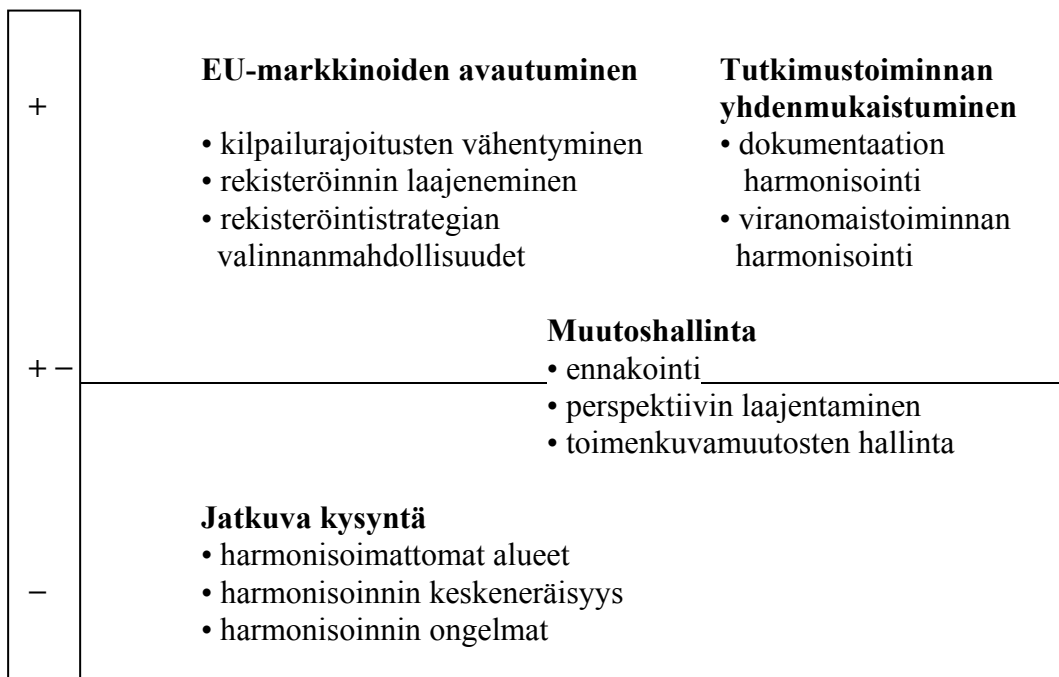 +
EU-markkinoiden avautuminen
• kilpailurajoitusten vähentyminen
• rekisteröinnin laajeneminen
• rekisteröintistrategian
valinnanmahdollisuudet
Tutkimustoiminnan
yhdenmukaistuminen
• dokumentaation
harmonisointi
• viranomaistoiminnan
harmonisointi
+ −
Muutoshallinta
• ennakointi
• perspektiivin laajentaminen
• toimenkuvamuutosten hallinta
−
Jatkuva kysyntä
• harmonisoimattomat alueet
• harmonisoinnin keskeneräisyys
• harmonisoinnin ongelmat